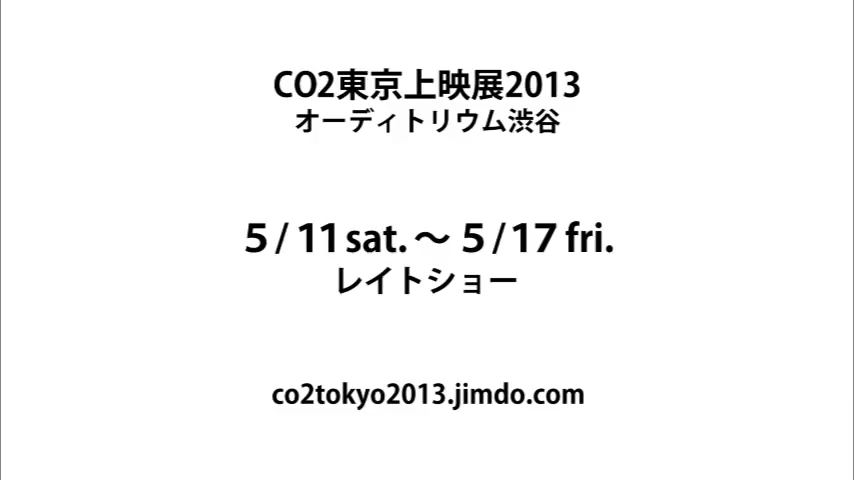 CO2東京上映展2013
オーディトリウム渋谷
5/11 sat.〜5/17 fri.
レイトショー
co2tokyo2013.jimdo.com